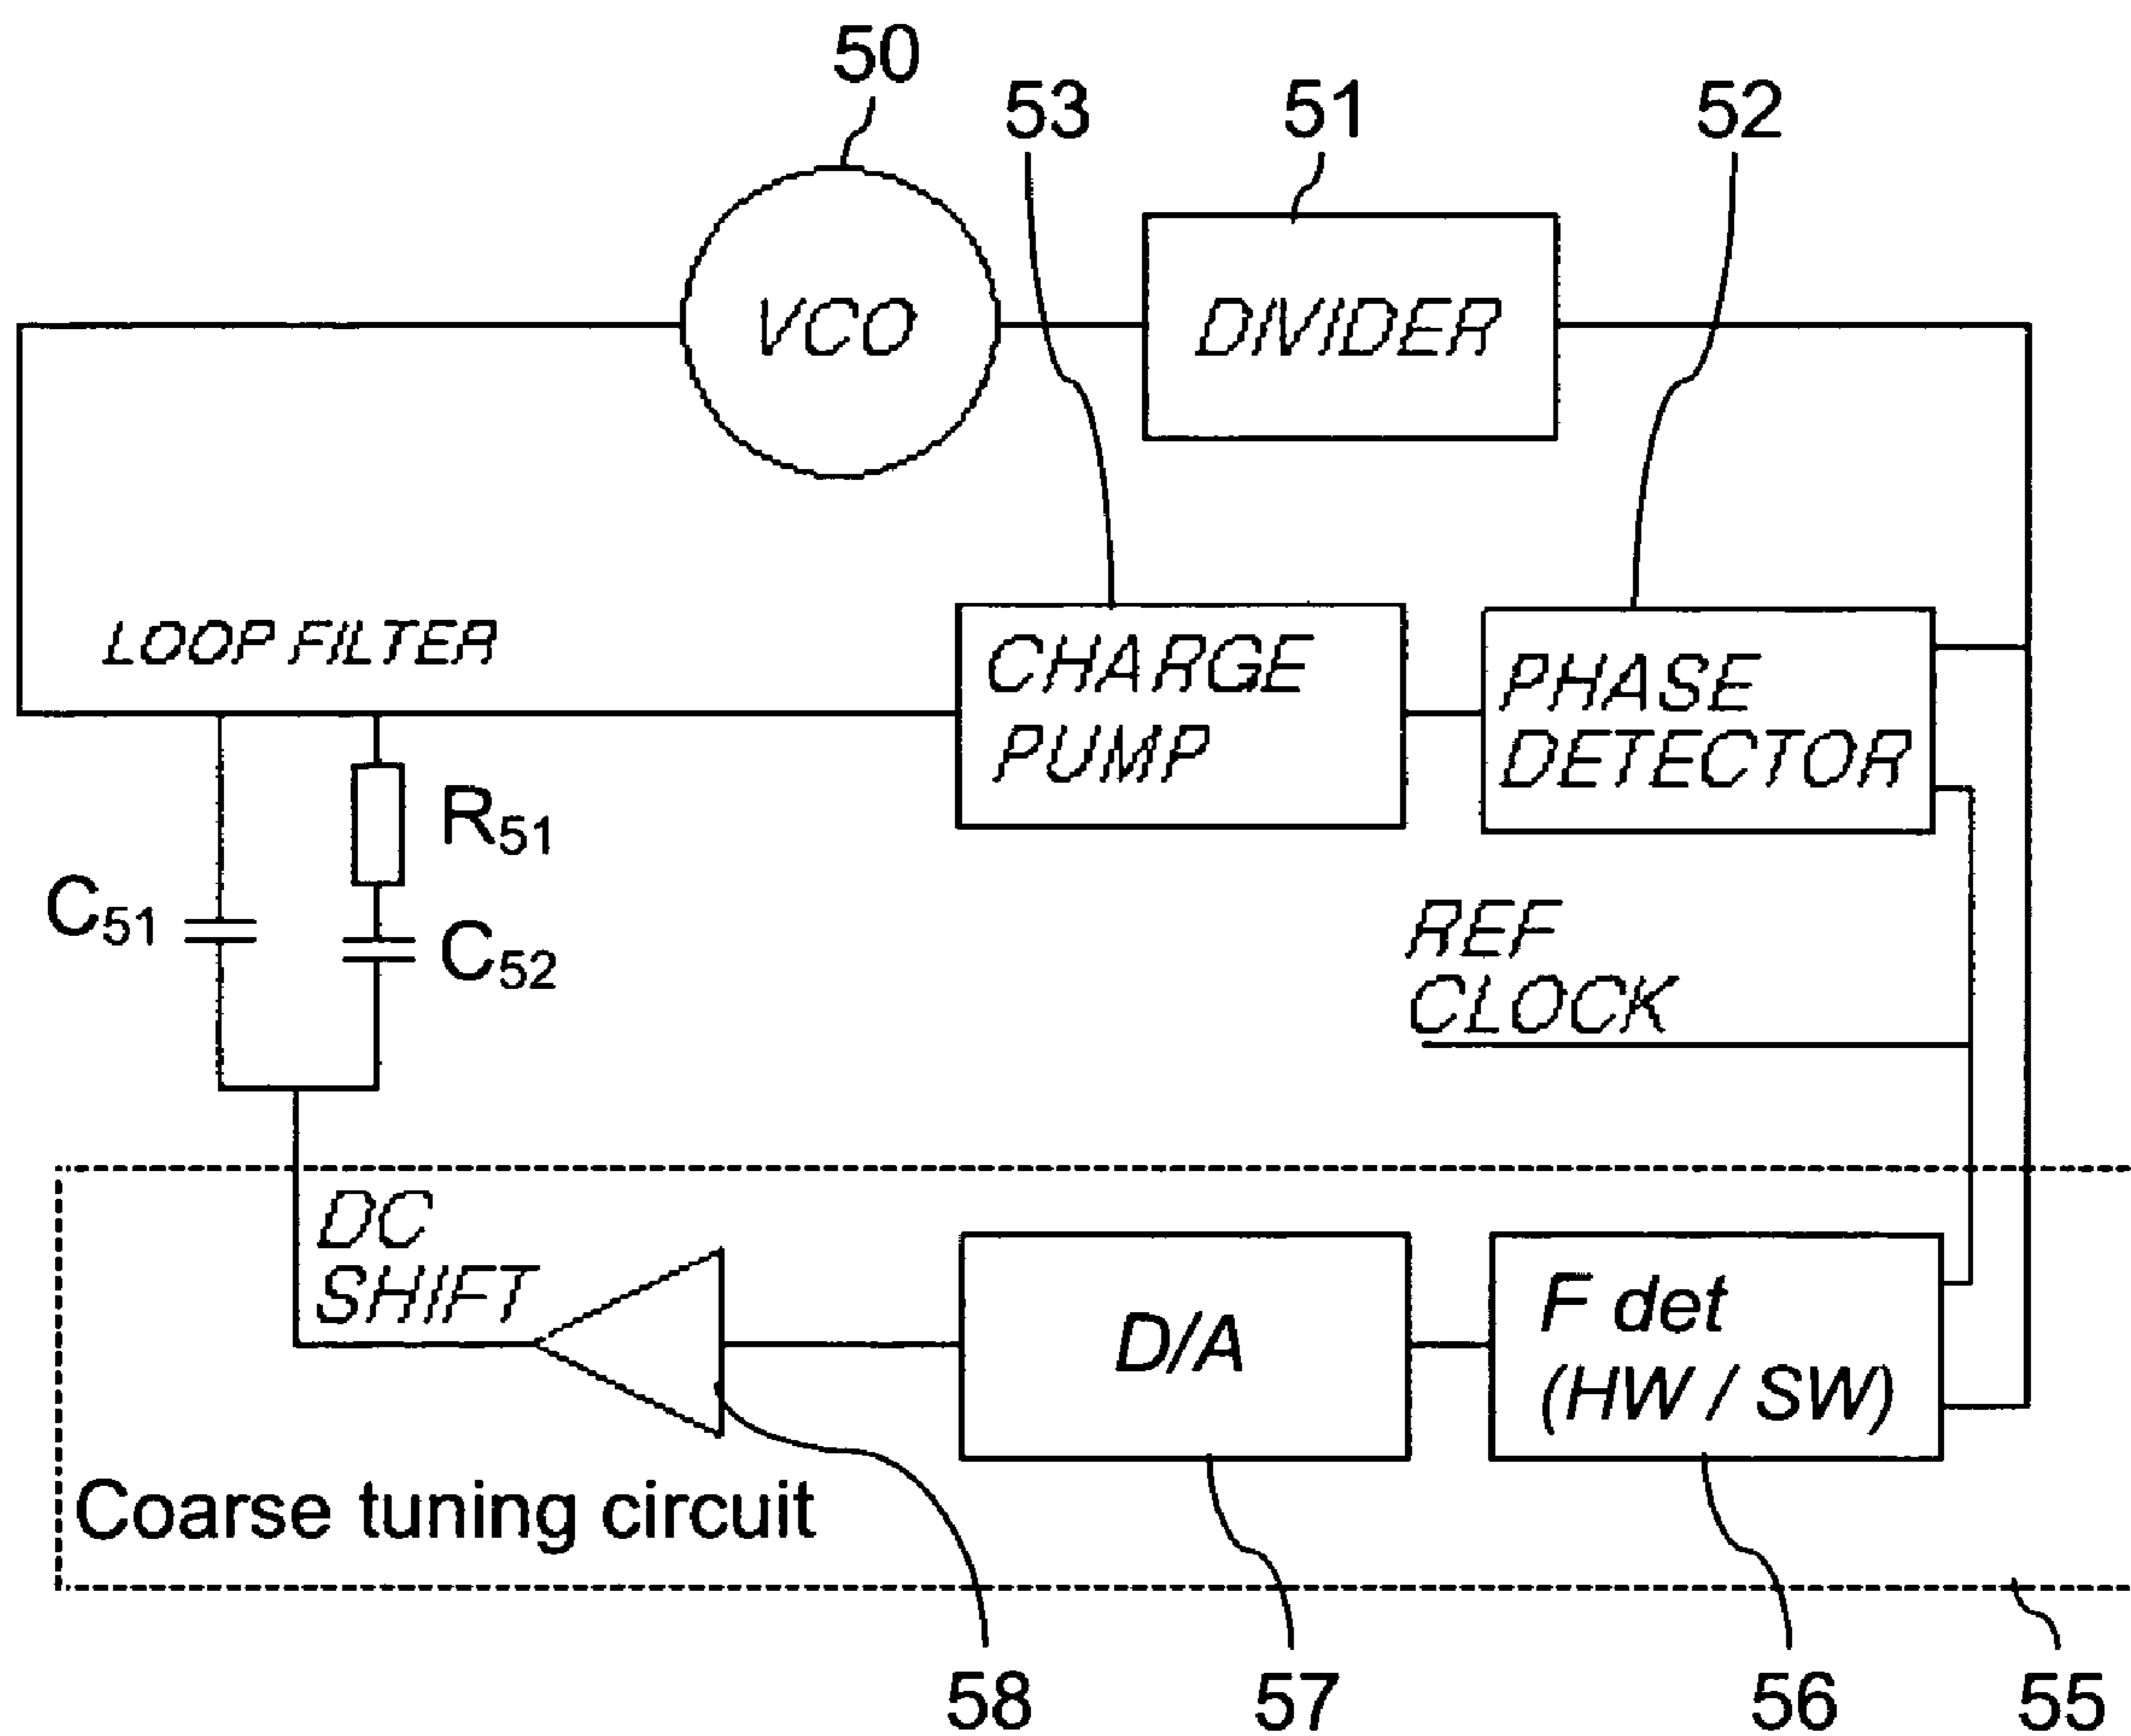 50
53
51
52
VCO
DIVIDER
LOOP FILTER
CHARGE
PUMP
PHASE
DETECTOR
R51
C51
C52
REF
CLOCK
DC
SHIFT
D/A
F det
(HW / SW)
Coarse tuning circuit
58
57
56
55